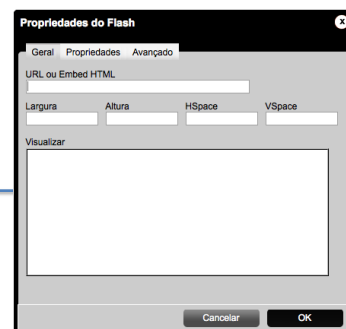 Propriedades do Flash x
Geral Propriedades Avançado
URL ou Embed HTML
Largura Altura HSpace VSpace
Visualizar
Cancelar OK